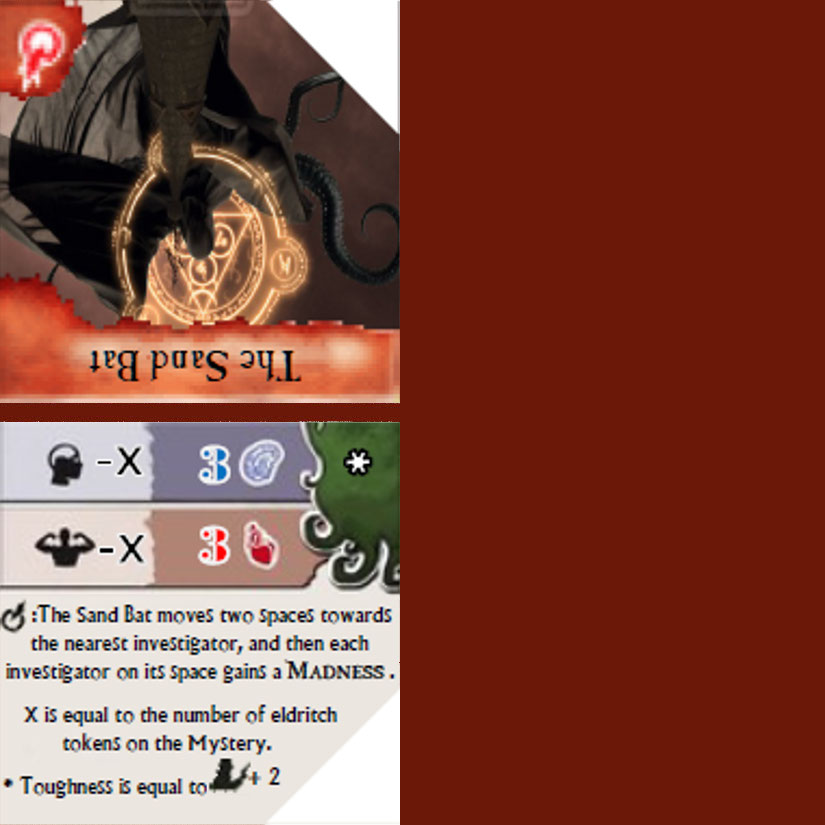 The Sand Bat
-X 3 *
-X 3
:The Sand Bat moves two spaces towards
the nearest investigator, and then each
investigator on its space gains a MADNESS .
X is equal to the number of eldritch
tokens on the Mystery.
* Toughness is equal to + 2